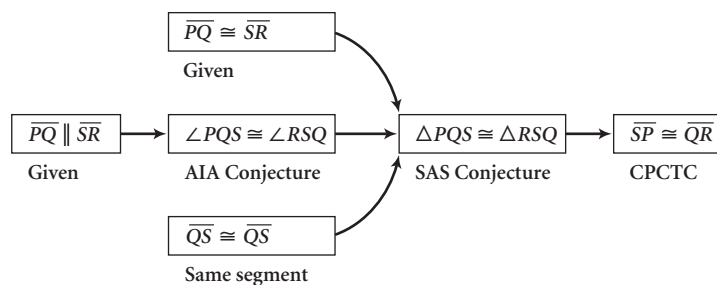 PQ ≅ SR
Given
PQ ∥ SR
∠PQS ≅ ∠RSQ
△PQS ≅ △RSQ
SP ≅ QR
Given
AIA Conjecture
SAS Conjecture
CPCTC
QS ≅ QS
Same segment